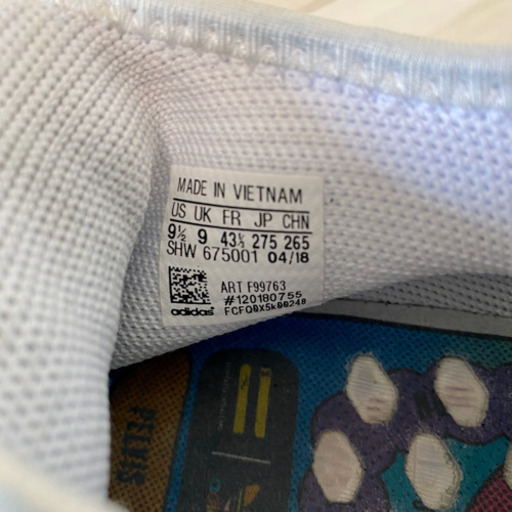 MADE IN VIETNAM
US UK FR JP CHN
9½ 9 43⅓ 275 265
SHW 675001 04/18
ART F99763
#120180755
adidas FCFQ0X5k00248